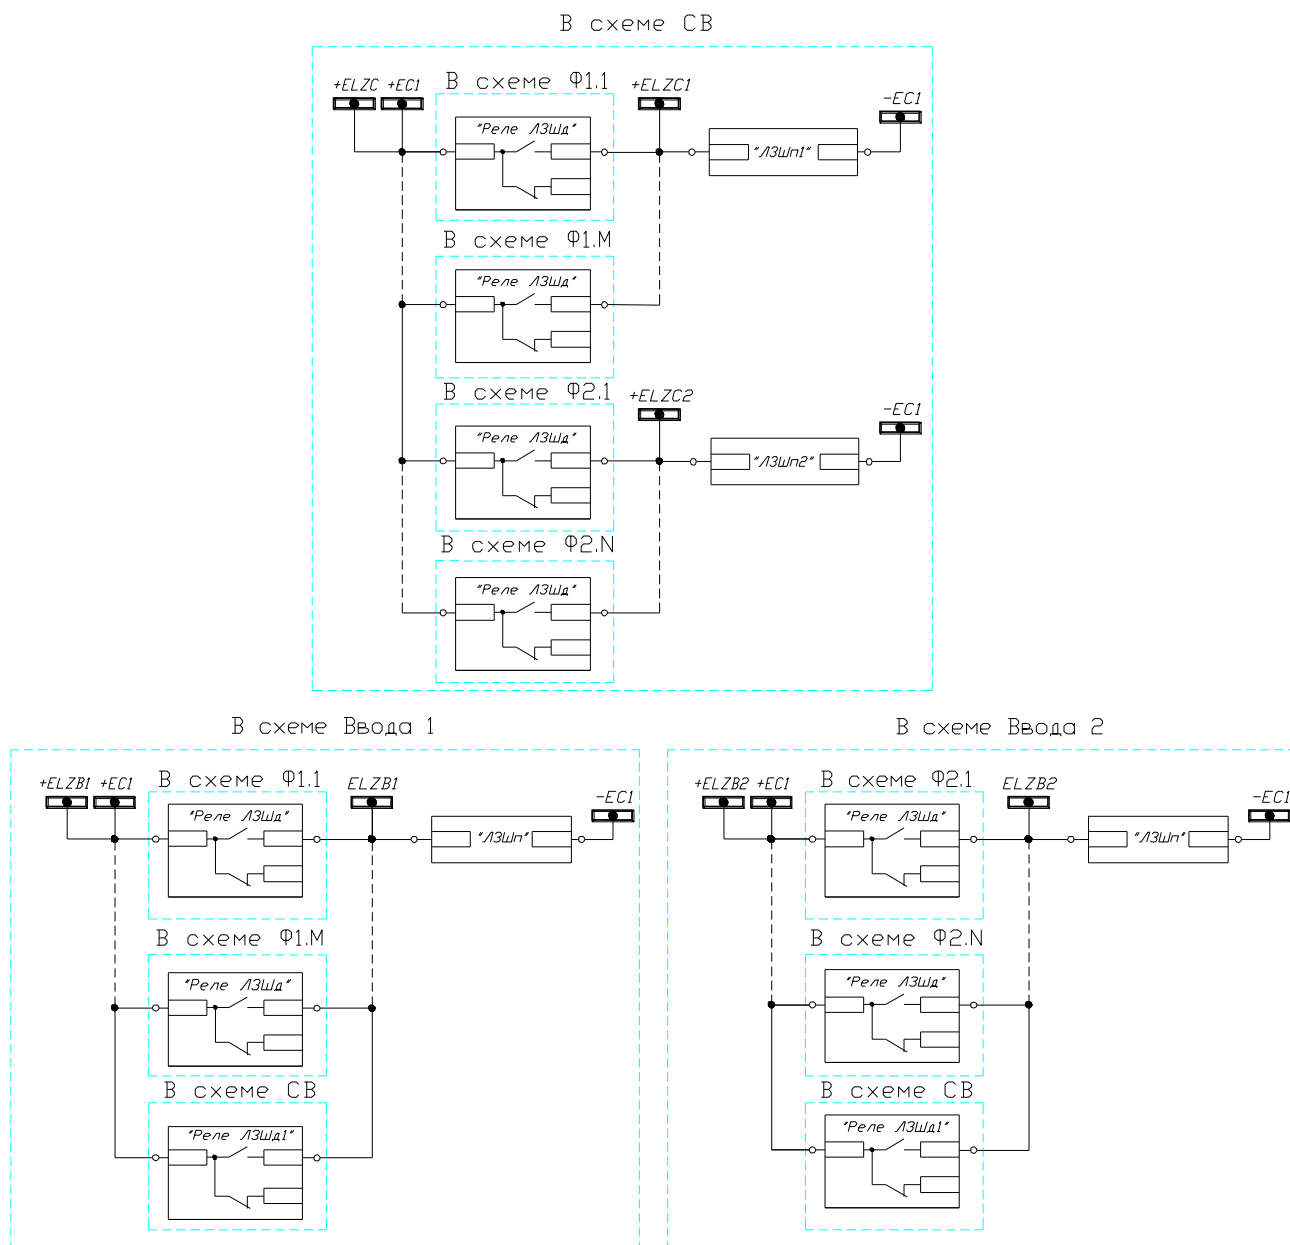 В схеме СВ
+ELZC +EC1 В схеме Ф1.1 +ELZC1 -EC1
"Реле ЛЗШд"
"ЛЗШп1"
В схеме Ф1.М
"Реле ЛЗШд"
В схеме Ф2.1 +ELZC2 -EC1
"Реле ЛЗШд"
"ЛЗШп2"
В схеме Ф2.N
"Реле ЛЗШд"
В схеме Ввода 1
+ELZB1 +EC1 В схеме Ф1.1 ELZB1 -EC1
"Реле ЛЗШд"
"ЛЗШп"
В схеме Ф1.М
"Реле ЛЗШд"
В схеме СВ
"Реле ЛЗШд1"
В схеме Ввода 2
+ELZB2 +EC1 В схеме Ф2.1 ELZB2 -EC1
"Реле ЛЗШд"
"ЛЗШп"
В схеме Ф2.N
"Реле ЛЗШд"
В схеме СВ
"Реле ЛЗШд1"